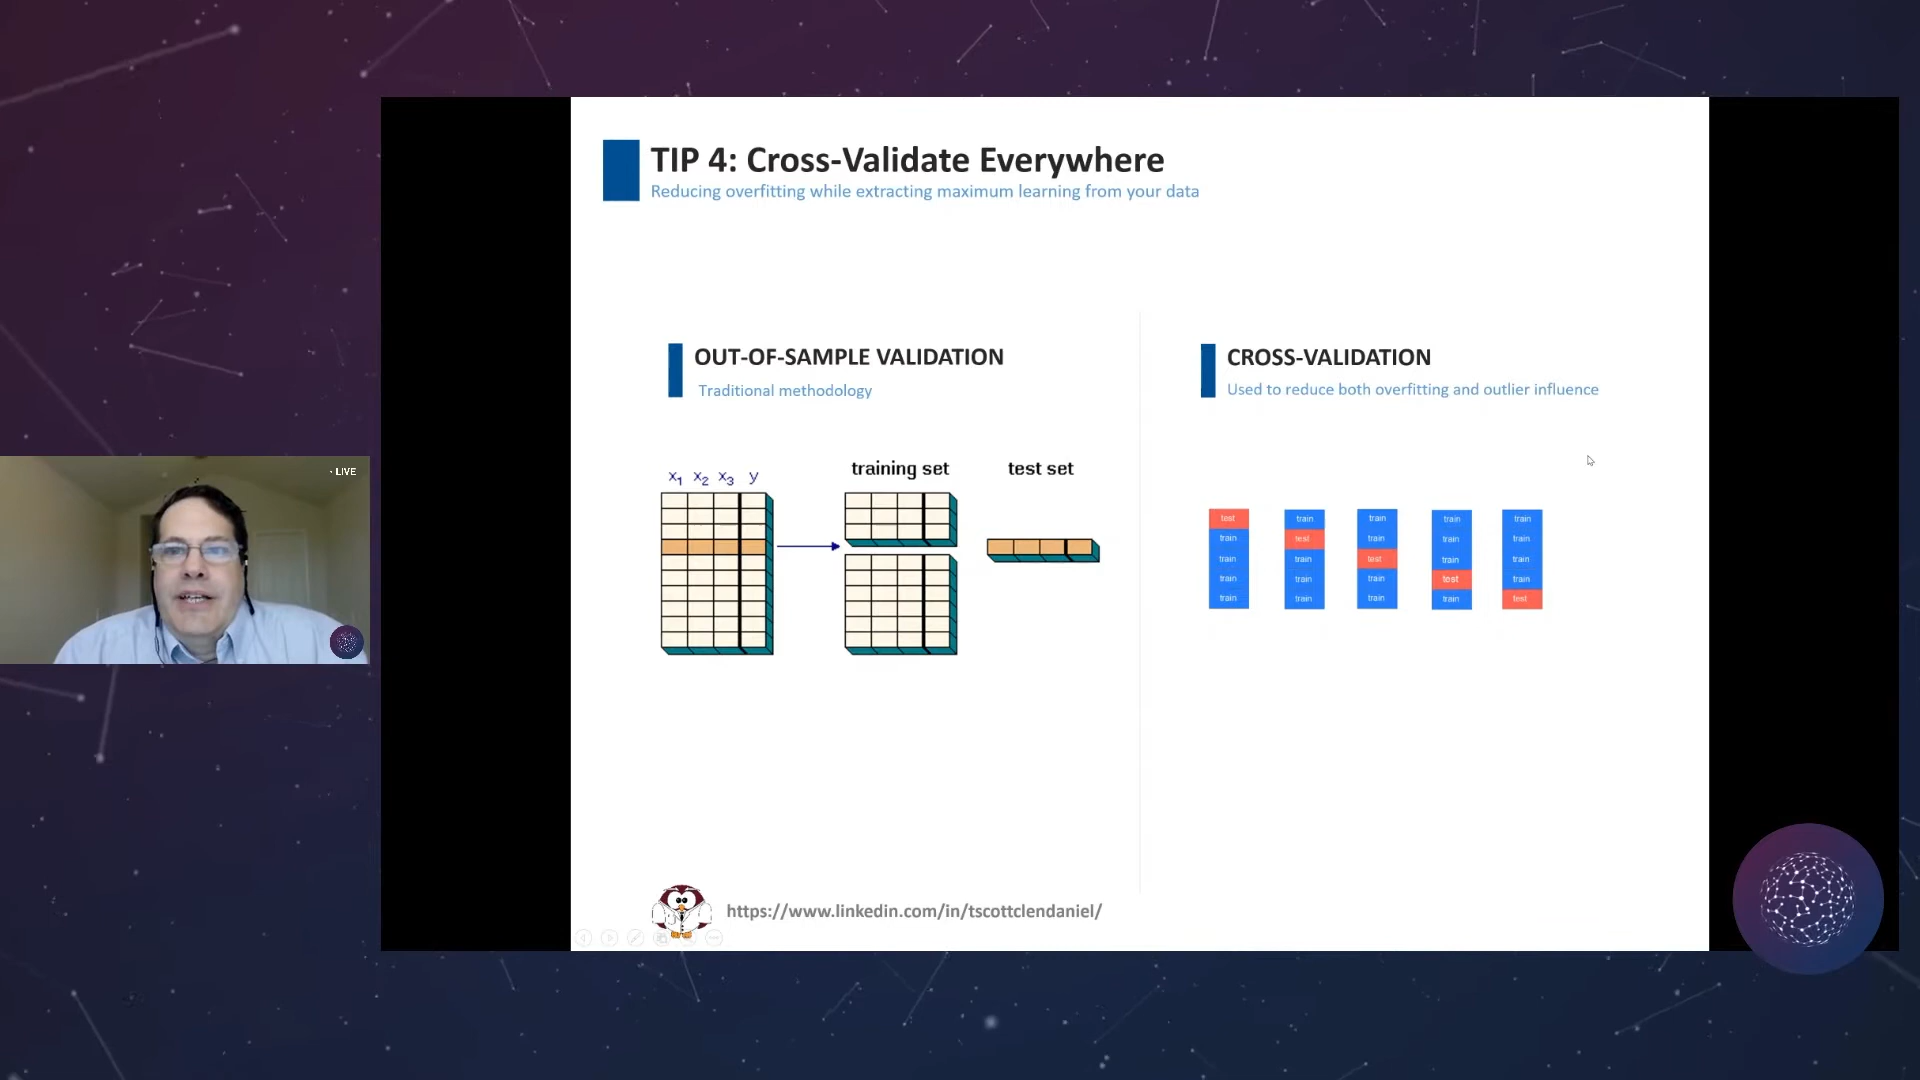 TIP 4: Cross-Validate Everywhere
Reducing overfitting while extracting maximum learning from your data
OUT-OF-SAMPLE VALIDATION
Traditional methodology
x1 x2 x3 y
training set
test set
CROSS-VALIDATION
Used to reduce both overfitting and outlier influence
test train train train train
train test train train train
train train test train train
train train train test train
train train train train test
LIVE
https://www.linkedin.com/in/tscottclendaniel/